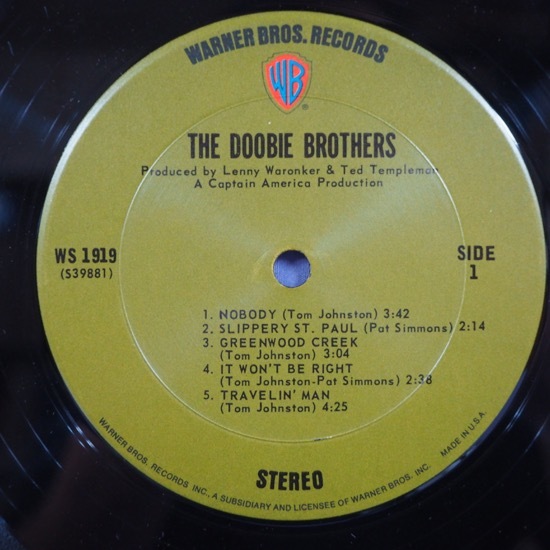 WARNER BROS. RECORDS
WB
®
THE DOOBIE BROTHERS
Produced by Lenny Waronker & Ted Templeman
A Captain America Production
WS 1919
(S39881)
SIDE
1
1. NOBODY (Tom Johnston) 3:42
2. SLIPPERY ST. PAUL (Pat Simmons) 2:14
3. GREENWOOD CREEK
(Tom Johnston) 3:04
4. IT WON'T BE RIGHT
(Tom Johnston-Pat Simmons) 2:38
5. TRAVELIN' MAN
(Tom Johnston) 4:25
STEREO
WARNER BROS. RECORDS INC., A SUBSIDIARY AND LICENSEE OF WARNER BROS. INC. MADE IN U.S.A.